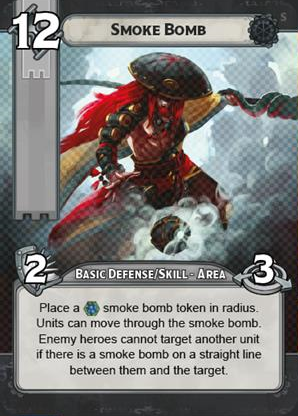 12
SMOKE BOMB
S
2
BASIC DEFENSE/SKILL - AREA
3
Place a smoke bomb token in radius.
Units can move through the smoke bomb.
Enemy heroes cannot target another unit
if there is a smoke bomb on a straight line
between them and the target.